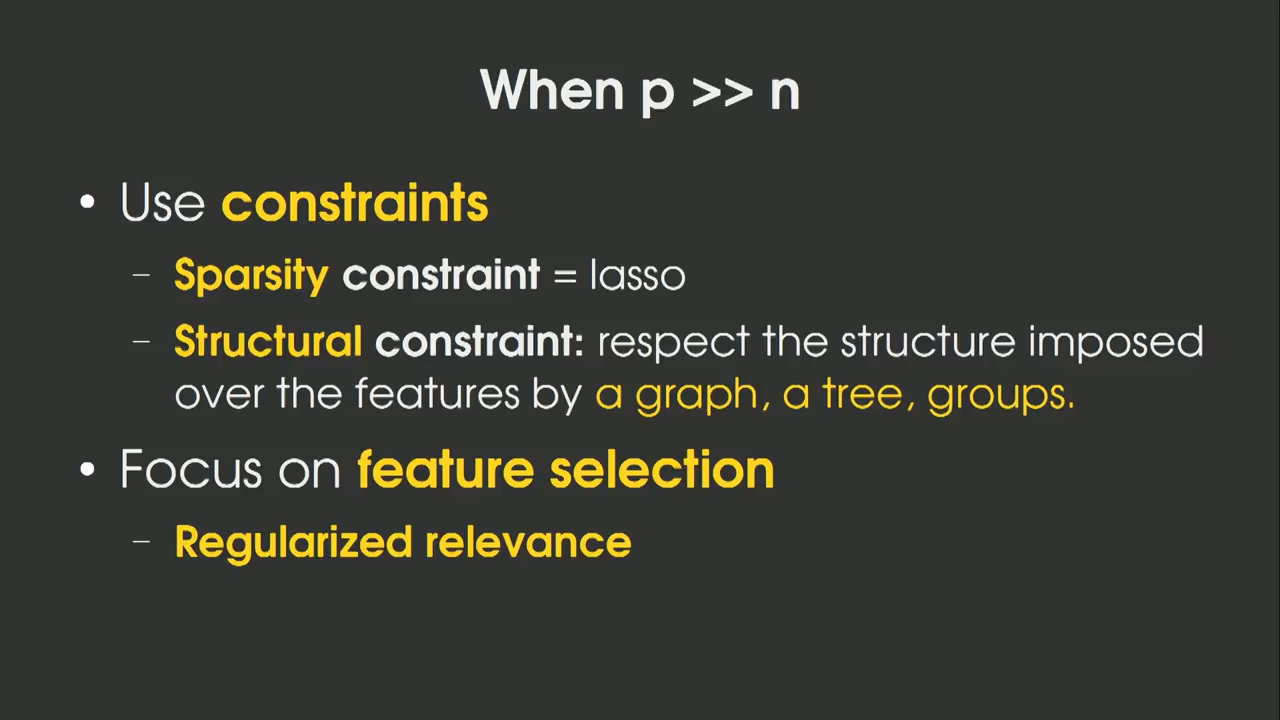 When p >> n
• Use constraints
– Sparsity constraint = lasso
– Structural constraint: respect the structure imposed
over the features by a graph, a tree, groups.
• Focus on feature selection
– Regularized relevance